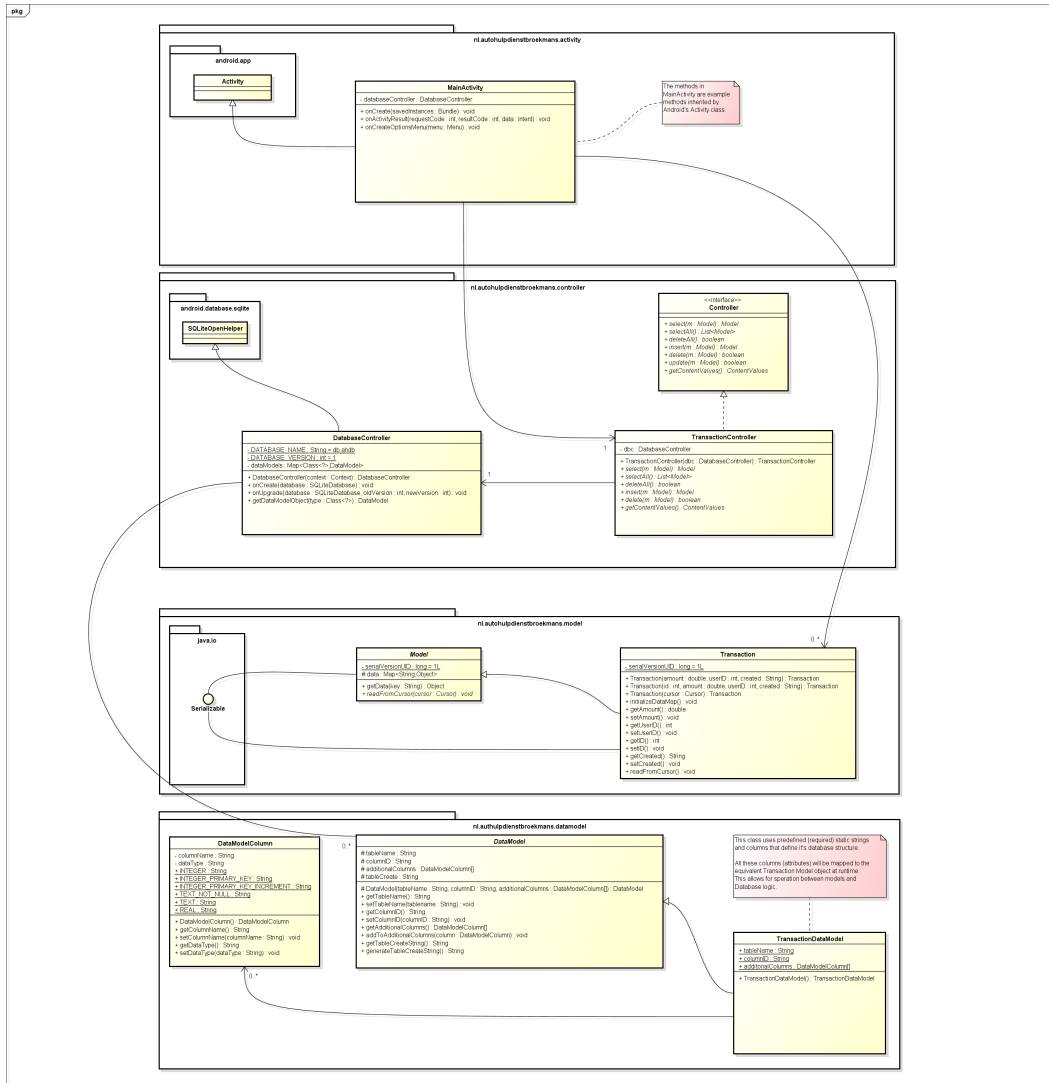 pkg
nl.autohulpdienstbroekmans.activity
android.app
Activity
MainActivity
- databaseController : DatabaseController
+ onCreate(savedInstances : Bundle) : void
+ onActivityResult(requestCode : int, resultCode : int, data : Intent) : void
+ onCreateOptionsMenu(menu : Menu) : void
The methods in
MainActivity are example
methods inherited by
Android's Activity class.
nl.autohulpdienstbroekmans.controller
android.database.sqlite
SQLiteOpenHelper
<<interface>>
Controller
+ select(m : Model) : Model
+ selectAll() : List<Model>
+ deleteAll() : boolean
+ insert(m : Model) : Model
+ delete(m : Model) : boolean
+ update(m : Model) : boolean
+ getContentValues() : ContentValues
DatabaseController
- DATABASE_NAME : String = db.ahdb
- DATABASE_VERSION : int = 1
- dataModels : Map<Class<?>,DataModel>
+ DatabaseController(context : Context) : DatabaseController
+ onCreate(database : SQLiteDatabase) : void
+ onUpgrade(database : SQLiteDatabase, oldVersion : int, newVersion : int) : void
+ getDataModelObject(type : Class<?>) : DataModel
1
1
TransactionController
- dbc : DatabaseController
+ TransactionController(dbc : DatabaseController) : TransactionController
+ select(m : Model) : Model
+ selectAll() : List<Model>
+ deleteAll() : boolean
+ insert(m : Model) : Model
+ delete(m : Model) : boolean
+ getContentValues() : ContentValues
nl.autohulpdienstbroekmans.model
java.io
Serializable
Model
- serialVersionUID : long = 1L
# data : Map<String,Object>
+ getData(key : String) : Object
+ readFromCursor(cursor : Cursor) : void
0..*
Transaction
- serialVersionUID : long = 1L
+ Transaction(amount : double, userID : int, created : String) : Transaction
+ Transaction(id : int, amount : double, userID : int, created : String) : Transaction
+ Transaction(cursor : Cursor) : Transaction
+ initializeDataMap() : void
+ getAmount() : double
+ setAmount() : void
+ getUserID() : int
+ setUserID() : void
+ getID() : int
+ setID() : void
+ getCreated() : String
+ setCreated() : void
+ readFromCursor() : void
nl.authulpdienstbroekmans.datamodel
DataModelColumn
- columnName : String
- dataType : String
+ INTEGER : String
+ INTEGER_PRIMARY_KEY : String
+ INTEGER_PRIMARY_KEY_INCREMENT : String
+ TEXT_NOT_NULL : String
+ TEXT : String
+ REAL : String
+ DataModelColumn() : DataModelColumn
+ getColumnName() : String
+ setColumnName(columnName : String) : void
+ getDataType() : String
+ setDataType(dataType : String) : void
0..*
0..*
DataModel
# tableName : String
# columnID : String
# additionalColumns : DataModelColumn[]
# tableCreate : String
# DataModel(tableName : String, columnID : String, additionalColumns : DataModelColumn[]) : DataModel
+ getTableName() : String
+ setTableName(tablename : String) : void
+ getColumnID() : String
+ setColumnID(columnID : String) : void
+ getAdditionalColumns() : DataModelColumn[]
+ addToAdditionalColumns(column : DataModelColumn) : void
+ getTableCreateString() : String
+ generateTableCreateString() : String
This class uses predefined (required) static strings
and columns that define it's database structure.
All these columns (attributes) will be mapped to the
equivalent Transaction Model object at runtime.
This allows for speration between models and
Database logic.
TransactionDataModel
+ tableName : String
+ columnID : String
+ additonalColumns : DataModelColumn[]
+ TransactionDataModel() : TransactionDataModel